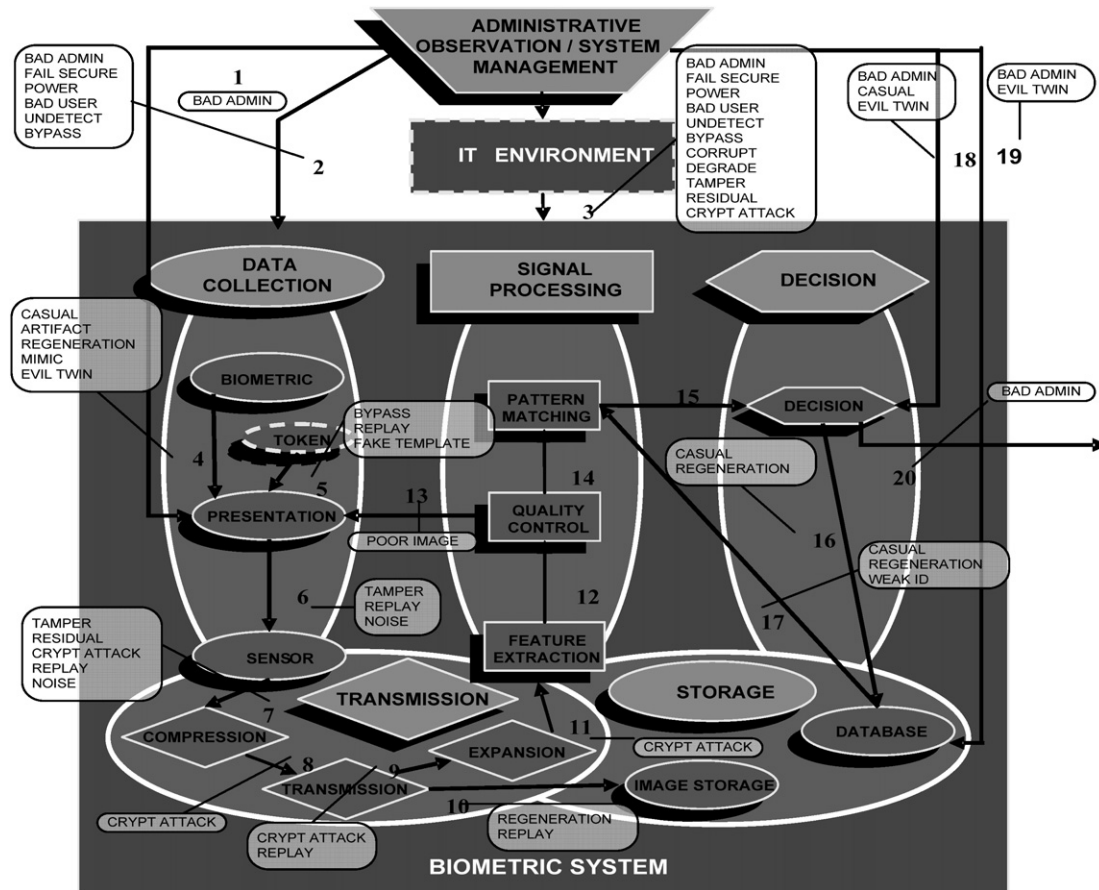 ADMINISTRATIVE
OBSERVATION / SYSTEM
MANAGEMENT
BAD ADMIN
FAIL SECURE
POWER
BAD USER
UNDETECT
BYPASS
1
BAD ADMIN
2
IT ENVIRONMENT
BAD ADMIN
FAIL SECURE
POWER
BAD USER
UNDETECT
BYPASS
CORRUPT
DEGRADE
TAMPER
RESIDUAL
CRYPT ATTACK
3
BAD ADMIN
CASUAL
EVIL TWIN
18
BAD ADMIN
EVIL TWIN
19
DATA
COLLECTION
SIGNAL
PROCESSING
DECISION
CASUAL
ARTIFACT
REGENERATION
MIMIC
EVIL TWIN
BIOMETRIC
TOKEN
BYPASS
REPLAY
FAKE TEMPLATE
4
5
PRESENTATION
PATTERN
MATCHING
15
DECISION
BAD ADMIN
20
CASUAL
REGENERATION
13
POOR IMAGE
14
QUALITY
CONTROL
16
CASUAL
REGENERATION
WEAK ID
17
6
TAMPER
REPLAY
NOISE
12
FEATURE
EXTRACTION
TAMPER
RESIDUAL
CRYPT ATTACK
REPLAY
NOISE
SENSOR
7
TRANSMISSION
STORAGE
COMPRESSION
EXPANSION
11
CRYPT ATTACK
DATABASE
8
9
TRANSMISSION
IMAGE STORAGE
10
CRYPT ATTACK
CRYPT ATTACK
REPLAY
REGENERATION
REPLAY
BIOMETRIC SYSTEM